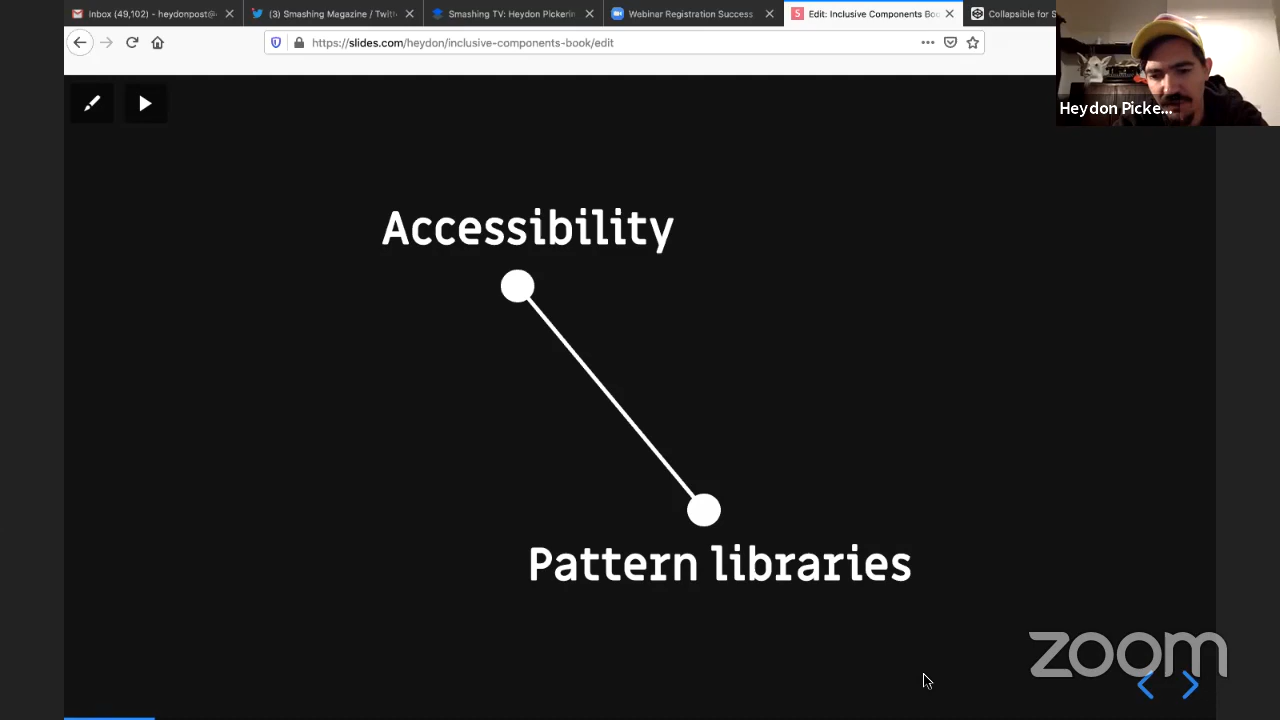 Inbox (49,102) - heydonpost@
(3) Smashing Magazine / Twitt
Smashing TV: Heydon Pickerin
Webinar Registration Success
S Edit: Inclusive Components Boo
Collapsible for S
https://slides.com/heydon/inclusive-components-book/edit
Heydon Picke...
Accessibility
Pattern libraries
zoom